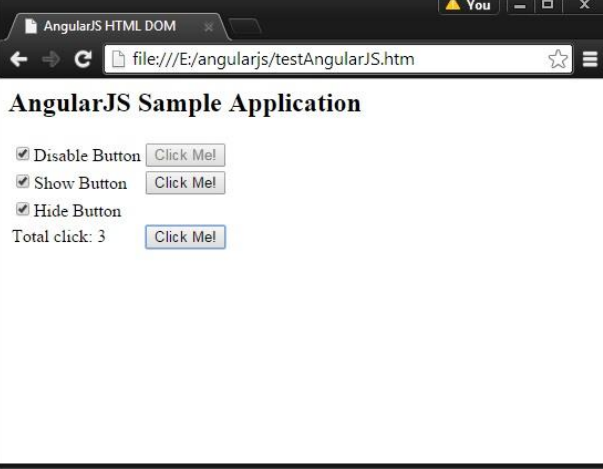 You
AngularJS HTML DOM
file:///E:/angularjs/testAngularJS.htm
AngularJS Sample Application
Disable Button Click Me!
Show Button Click Me!
Hide Button
Total click: 3 Click Me!